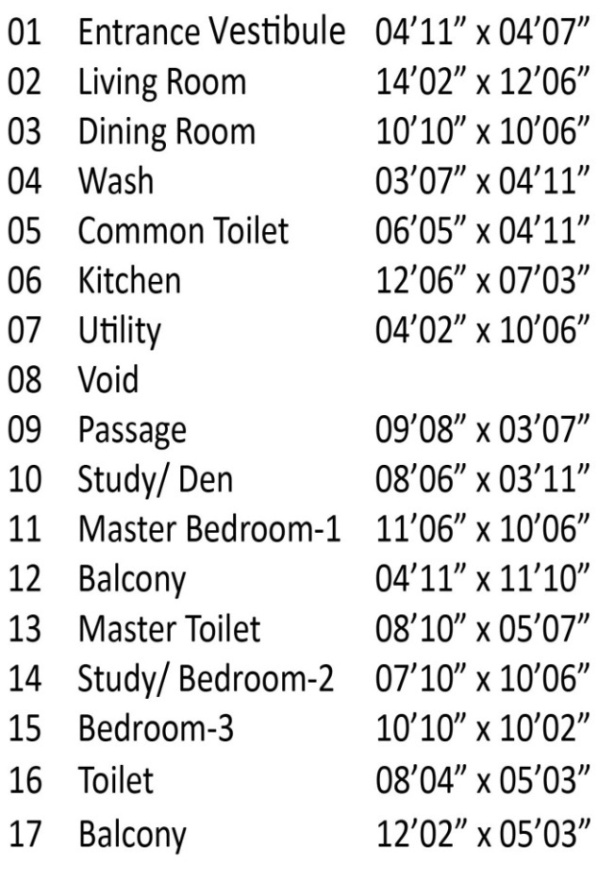 01 Entrance Vestibule 04’11” x 04’07”
02 Living Room 14’02” x 12’06”
03 Dining Room 10’10” x 10’06”
04 Wash 03’07” x 04’11”
05 Common Toilet 06’05” x 04’11”
06 Kitchen 12’06” x 07’03”
07 Utility 04’02” x 10’06”
08 Void
09 Passage 09’08” x 03’07”
10 Study/ Den 08’06” x 03’11”
11 Master Bedroom-1 11’06” x 10’06”
12 Balcony 04’11” x 11’10”
13 Master Toilet 08’10” x 05’07”
14 Study/ Bedroom-2 07’10” x 10’06”
15 Bedroom-3 10’10” x 10’02”
16 Toilet 08’04” x 05’03”
17 Balcony 12’02” x 05’03”